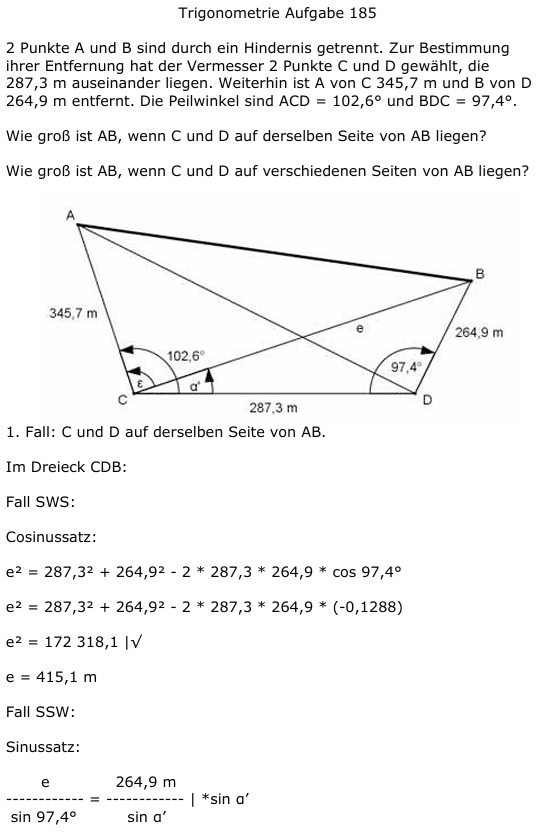 Trigonometrie Aufgabe 185
2 Punkte A und B sind durch ein Hindernis getrennt. Zur Bestimmung
ihrer Entfernung hat der Vermesser 2 Punkte C und D gewählt, die
287,3 m auseinander liegen. Weiterhin ist A von C 345,7 m und B von D
264,9 m entfernt. Die Peilwinkel sind ACD = 102,6° und BDC = 97,4°.
Wie groß ist AB, wenn C und D auf derselben Seite von AB liegen?
Wie groß ist AB, wenn C und D auf verschiedenen Seiten von AB liegen?
A
B
345,7 m
e
264,9 m
102,6°
97,4°
ε
α'
C
D
287,3 m
1. Fall: C und D auf derselben Seite von AB.
Im Dreieck CDB:
Fall SWS:
Cosinussatz:
e² = 287,3² + 264,9² - 2 * 287,3 * 264,9 * cos 97,4°
e² = 287,3² + 264,9² - 2 * 287,3 * 264,9 * (-0,1288)
e² = 172 318,1 |√
e = 415,1 m
Fall SSW:
Sinussatz:
e 264,9 m
------------ = ------------ | *sin α’
sin 97,4° sin α’